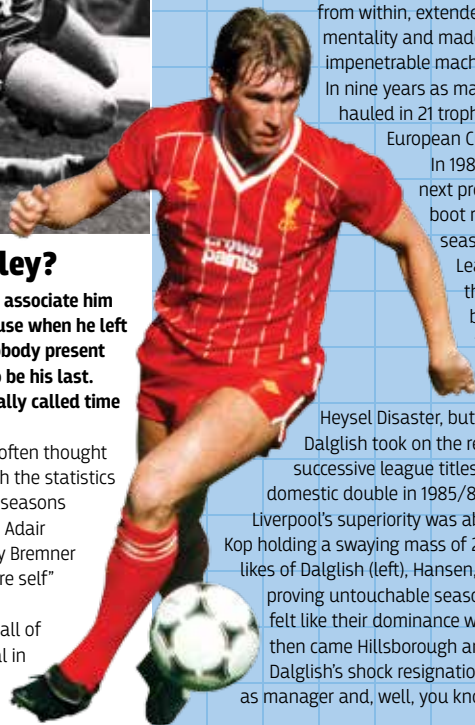 ley?
associate him
use when he left
obody present
o be his last.
ally called time
often thought
h the statistics
seasons
Adair
y Bremner
re self"
all of
al in
crown
paints
from within, extende
mentality and mad
impenetrable mach
In nine years as ma
hauled in 21 troph
European C
In 198
next pr
boot r
seas
Lea
th
b
Heysel Disaster, but
Dalglish took on the re
successive league titles
domestic double in 1985/8
Liverpool's superiority was al
Kop holding a swaying mass of 2
likes of Dalglish (left), Hansen,
proving untouchable seaso
felt like their dominance w
then came Hillsborough an
Dalglish's shock resignatio
as manager and, well, you kno